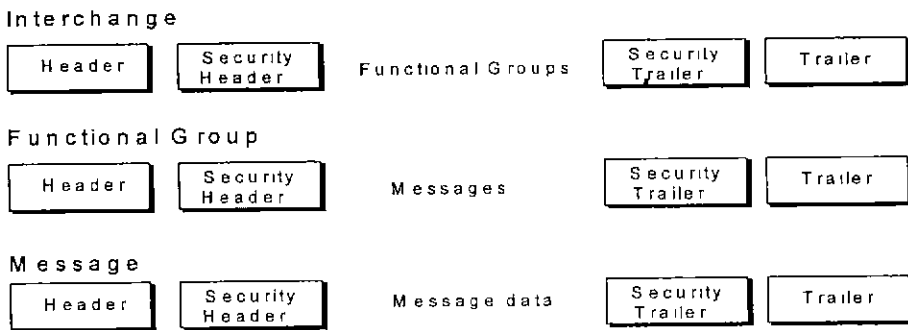 Interchange
Header
Security
Header
Functional Groups
Security
Trailer
Trailer
Functional Group
Header
Security
Header
Messages
Security
Trailer
Trailer
Message
Header
Security
Header
Message data
Security
Trailer
Trailer